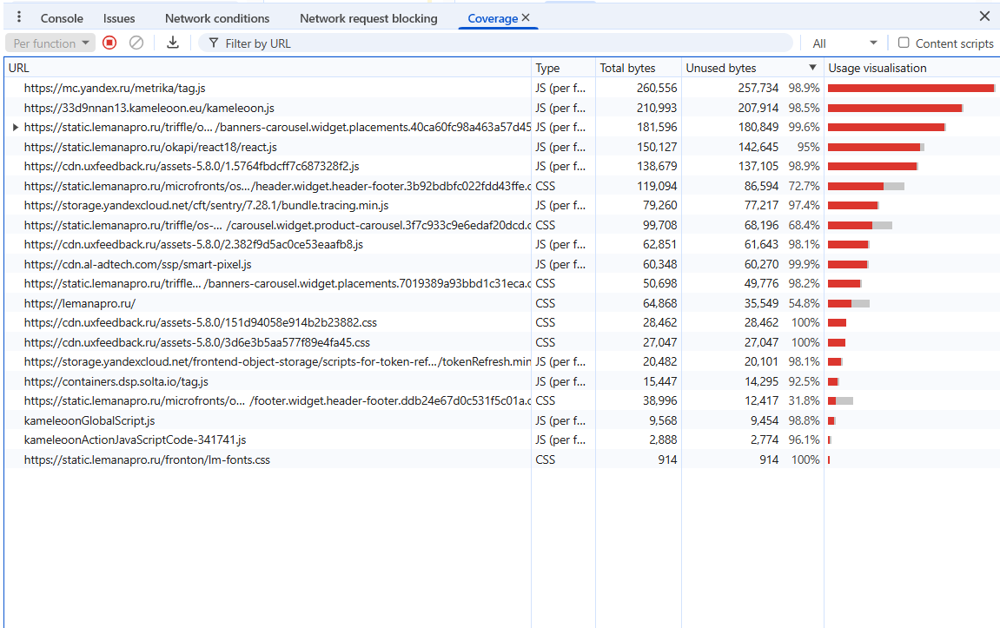 Console Issues Network conditions Network request blocking Coverage
Per function Filter by URL All Content scripts
URL Type Total bytes Unused bytes Usage visualisation
https://mc.yandex.ru/metrika/tag.js JS (per f... 260,556 257,734 98.9%
https://33d9nnan13.kameleoon.eu/kameleoon.js JS (per f... 210,993 207,914 98.5%
https://static.lemanapro.ru/triffle/o... /banners-carousel.widget.placements.40ca60fc98a463a57d45 JS (per f... 181,596 180,849 99.6%
https://static.lemanapro.ru/okapi/react18/react.js JS (per f... 150,127 142,645 95%
https://cdn.uxfeedback.ru/assets-5.8.0/1.5764fbdcff7c687328f2.js JS (per f... 138,679 137,105 98.9%
https://static.lemanapro.ru/microfronts/os.../header.widget.header-footer.3b92bdbfc022fdd43ffe.c CSS 119,094 86,594 72.7%
https://storage.yandexcloud.net/cft/sentry/7.28.1/bundle.tracing.min.js JS (per f... 79,260 77,217 97.4%
https://static.lemanapro.ru/triffle/os-... /carousel.widget.product-carousel.3f7c933c9e6edaf20dcd.c CSS 99,708 68,196 68.4%
https://cdn.uxfeedback.ru/assets-5.8.0/2.382f9d5ac0ce53eaafb8.js JS (per f... 62,851 61,643 98.1%
https://cdn.al-adtech.com/ssp/smart-pixel.js JS (per f... 60,348 60,270 99.9%
https://static.lemanapro.ru/triffle... /banners-carousel.widget.placements.7019389a93bbd1c31eca.c CSS 50,698 49,776 98.2%
https://lemanapro.ru/ CSS 64,868 35,549 54.8%
https://cdn.uxfeedback.ru/assets-5.8.0/151d94058e914b2b23882.css CSS 28,462 28,462 100%
https://cdn.uxfeedback.ru/assets-5.8.0/3d6e3b5aa577f89e4fa45.css CSS 27,047 27,047 100%
https://storage.yandexcloud.net/frontend-object-storage/scripts-for-token-ref... /tokenRefresh.min JS (per f... 20,482 20,101 98.1%
https://containers.dsp.solta.io/tag.js JS (per f... 15,447 14,295 92.5%
https://static.lemanapro.ru/microfronts/o... /footer.widget.header-footer.ddb24e67d0c531f5c01a.c CSS 38,996 12,417 31.8%
kameleoonGlobalScript.js JS (per f... 9,568 9,454 98.8%
kameleoonActionJavaScriptCode-341741.js JS (per f... 2,888 2,774 96.1%
https://static.lemanapro.ru/fronton/lm-fonts.css CSS 914 914 100%